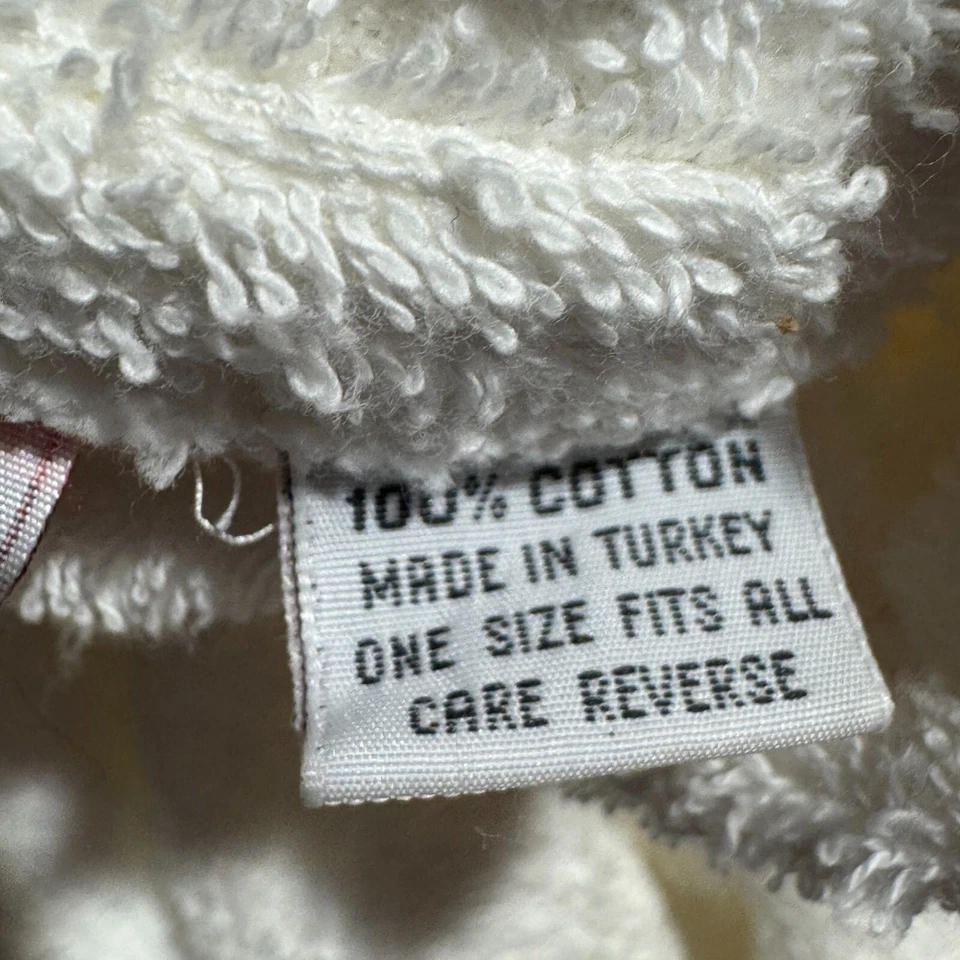 100% COTTON
MADE IN TURKEY
ONE SIZE FITS ALL
CARE REVERSE